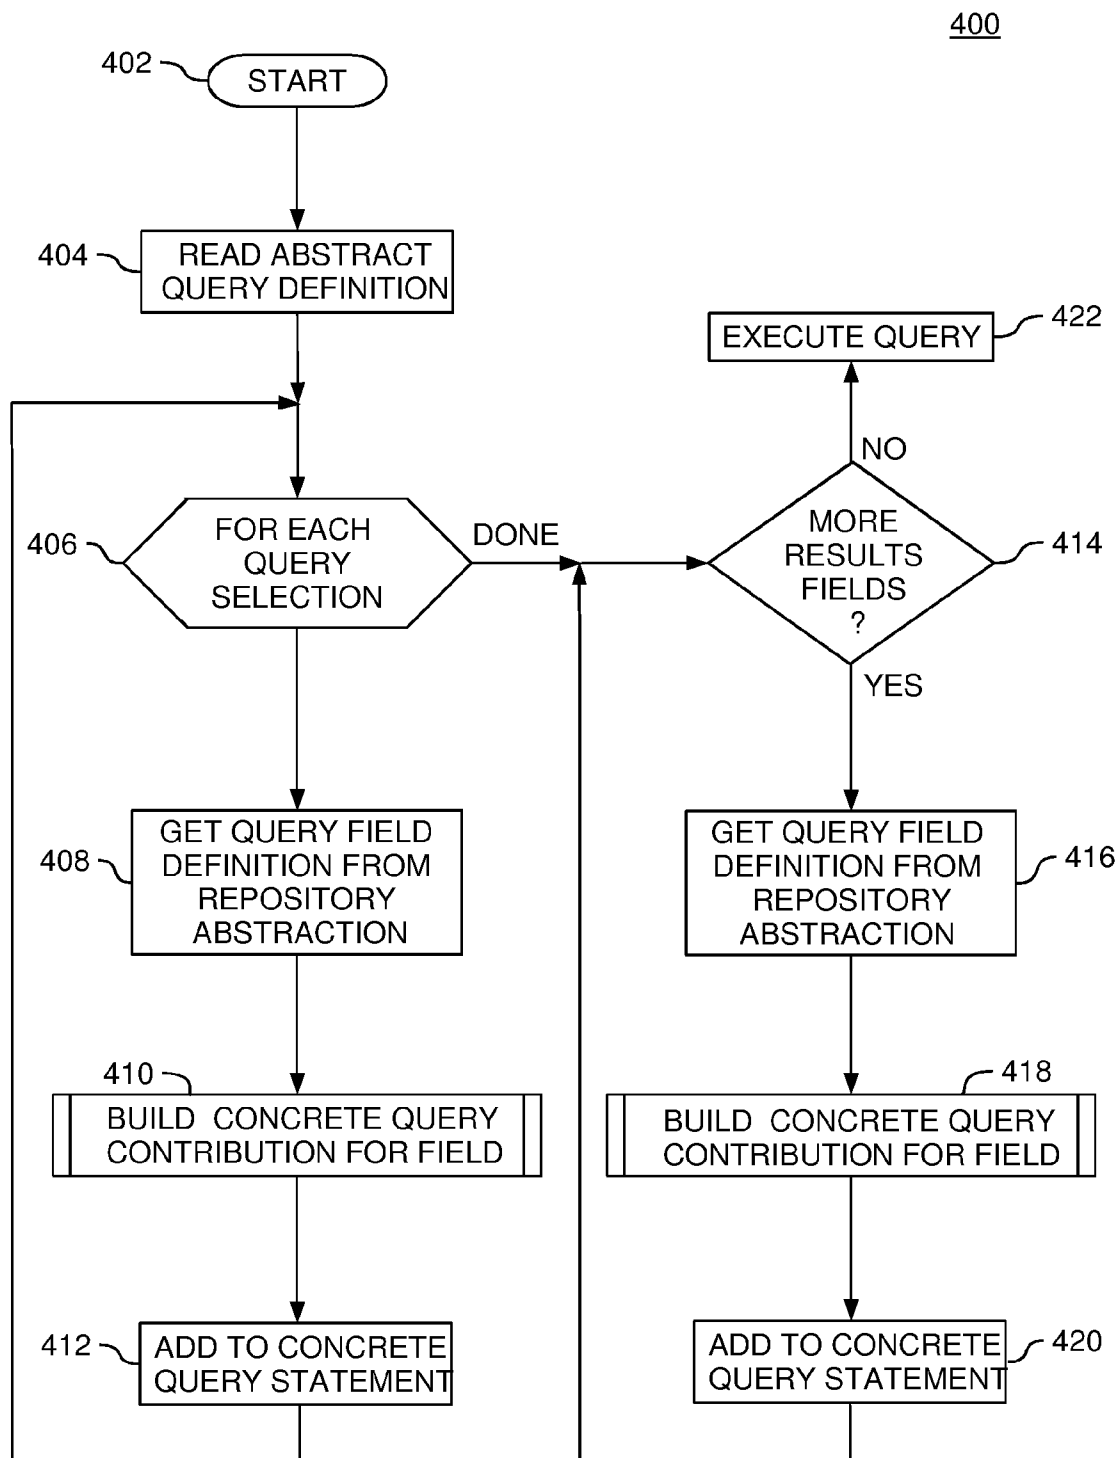 400
402
START
404
READ ABSTRACT
QUERY DEFINITION
422
EXECUTE QUERY
NO
406
FOR EACH
QUERY
SELECTION
DONE
MORE
RESULTS
FIELDS
?
414
YES
408
GET QUERY FIELD
DEFINITION FROM
REPOSITORY
ABSTRACTION
GET QUERY FIELD
DEFINITION FROM
REPOSITORY
ABSTRACTION
416
410
BUILD CONCRETE QUERY
CONTRIBUTION FOR FIELD
418
BUILD CONCRETE QUERY
CONTRIBUTION FOR FIELD
412
ADD TO CONCRETE
QUERY STATEMENT
ADD TO CONCRETE
QUERY STATEMENT
420